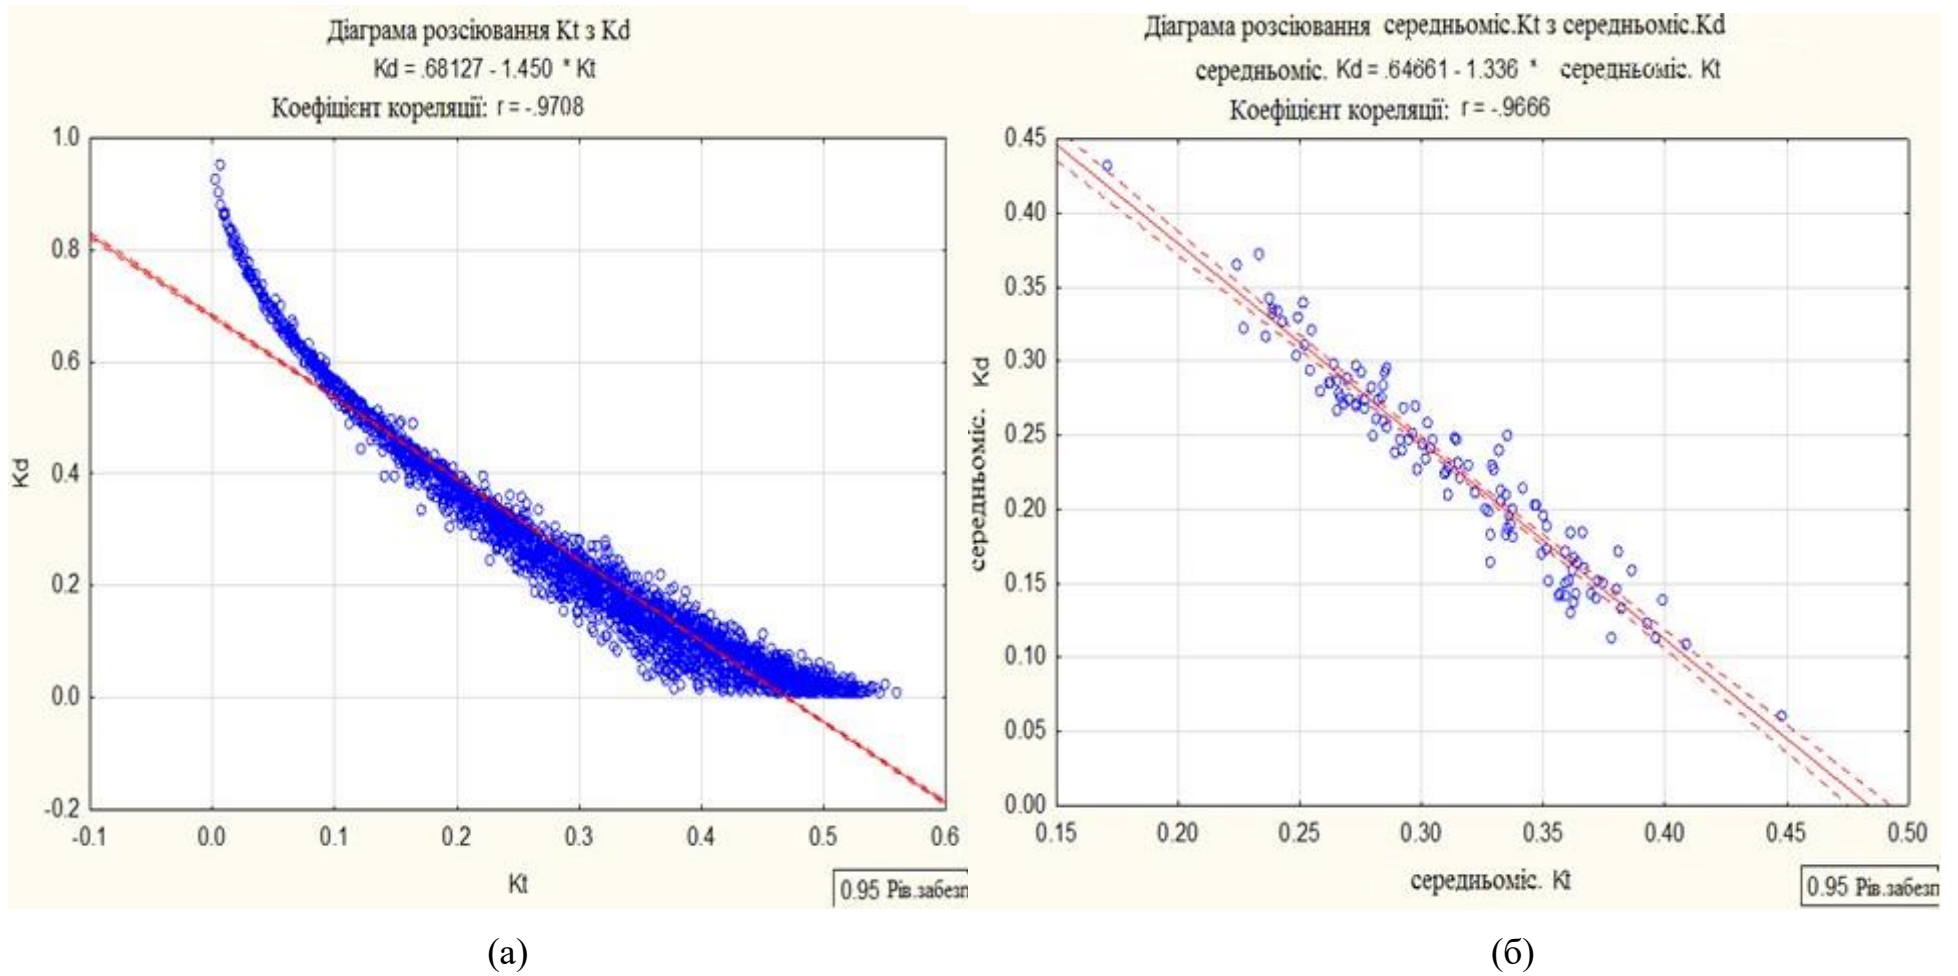 Діаграма розсіювання Kt з Kd
Kd = .68127 - 1.450 * Kt
Коефіцієнт кореляції: r = -.9708
1.0
0.8
0.6
0.4
0.2
0.0
-0.2
Kd
-0.1 0.0 0.1 0.2 0.3 0.4 0.5 0.6
Kt
0.95 Рів.забезп
(а)
Діаграма розсіювання середньоміс.Kt з середньоміс.Kd
середньоміс. Kd = .64661 - 1.336 * середньоміс. Kt
Коефіцієнт кореляції: r = -.9666
0.45
0.40
0.35
0.30
0.25
0.20
0.15
0.10
0.05
0.00
середньоміс. Kd
0.15 0.20 0.25 0.30 0.35 0.40 0.45 0.50
середньоміс. Kt
0.95 Рів.забезп
(б)